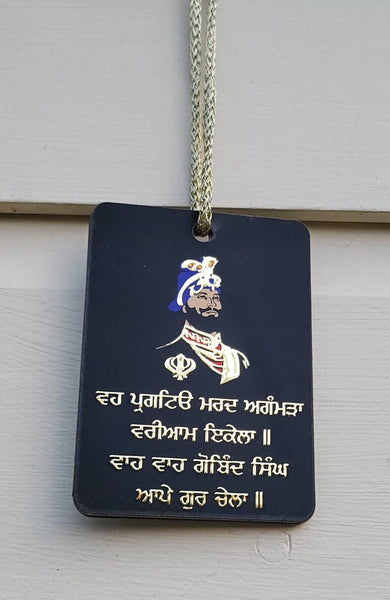 ਵਹ ਪ੍ਰਗਟਿਓ ਮਰਦ ਅਗੰਮੜਾ
ਵਰੀਆਮ ਇਕੇਲਾ ॥
ਵਾਹ ਵਾਹ ਗੋਬਿੰਦ ਸਿੰਘ
ਆਪੇ ਗੁਰ ਚੇਲਾ ॥